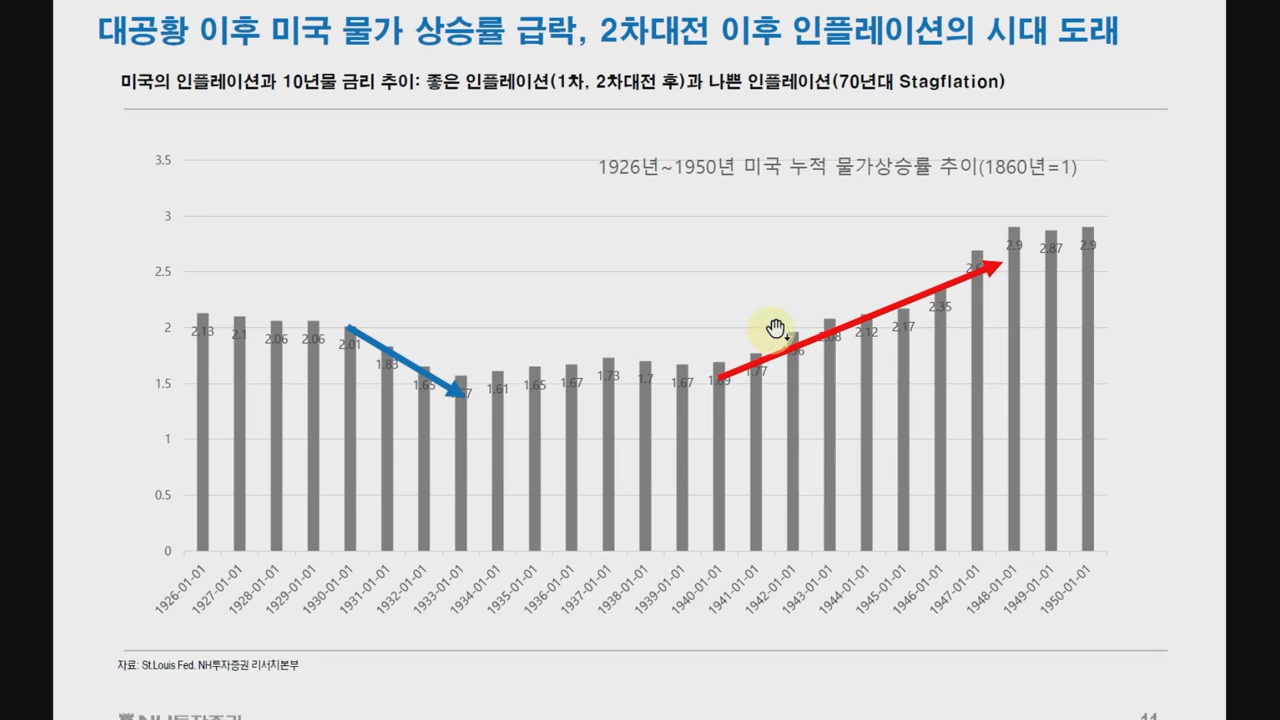 대공황 이후 미국 물가 상승률 급락, 2차대전 이후 인플레이션의 시대 도래
미국의 인플레이션과 10년물 금리 추이: 좋은 인플레이션(1차, 2차대전 후)과 나쁜 인플레이션(70년대 Stagflation)
1926년~1950년 미국 누적 물가상승률 추이(1860년=1)
3.5
3
2.5
2
1.5
1
0.5
0
2.13 2.1 2.06 2.06 2.01 1.83 1.65 1.61 1.65 1.67 1.73 1.7 1.67 1.69 1.77 2.12 2.17 2.35 2.9 2.87 2.9
1926-01-01 1927-01-01 1928-01-01 1929-01-01 1930-01-01 1931-01-01 1932-01-01 1933-01-01 1934-01-01 1935-01-01 1936-01-01 1937-01-01 1938-01-01 1939-01-01 1940-01-01 1941-01-01 1942-01-01 1943-01-01 1944-01-01 1945-01-01 1946-01-01 1947-01-01 1948-01-01 1949-01-01 1950-01-01
자료: St.Louis Fed. NH투자증권 리서치본부